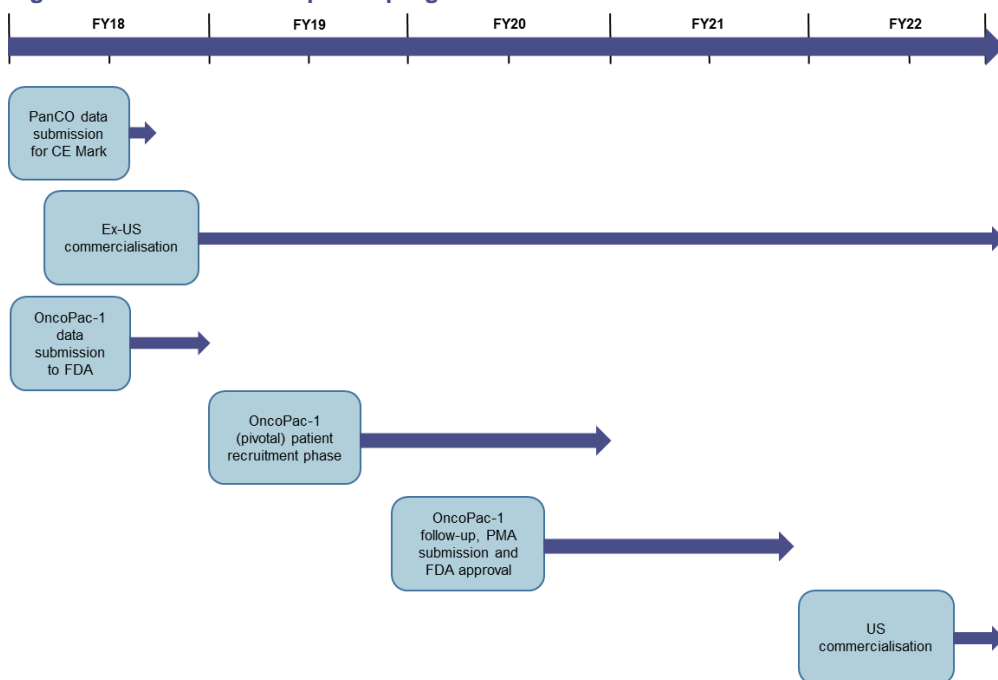 FY18
FY19
FY20
FY21
FY22
PanCO data
submission
for CE Mark
Ex-US
commercialisation
OncoPac-1
data
submission
to FDA
OncoPac-1
(pivotal) patient
recruitment phase
OncoPac-1
follow-up, PMA
submission and
FDA approval
US
commercialisation